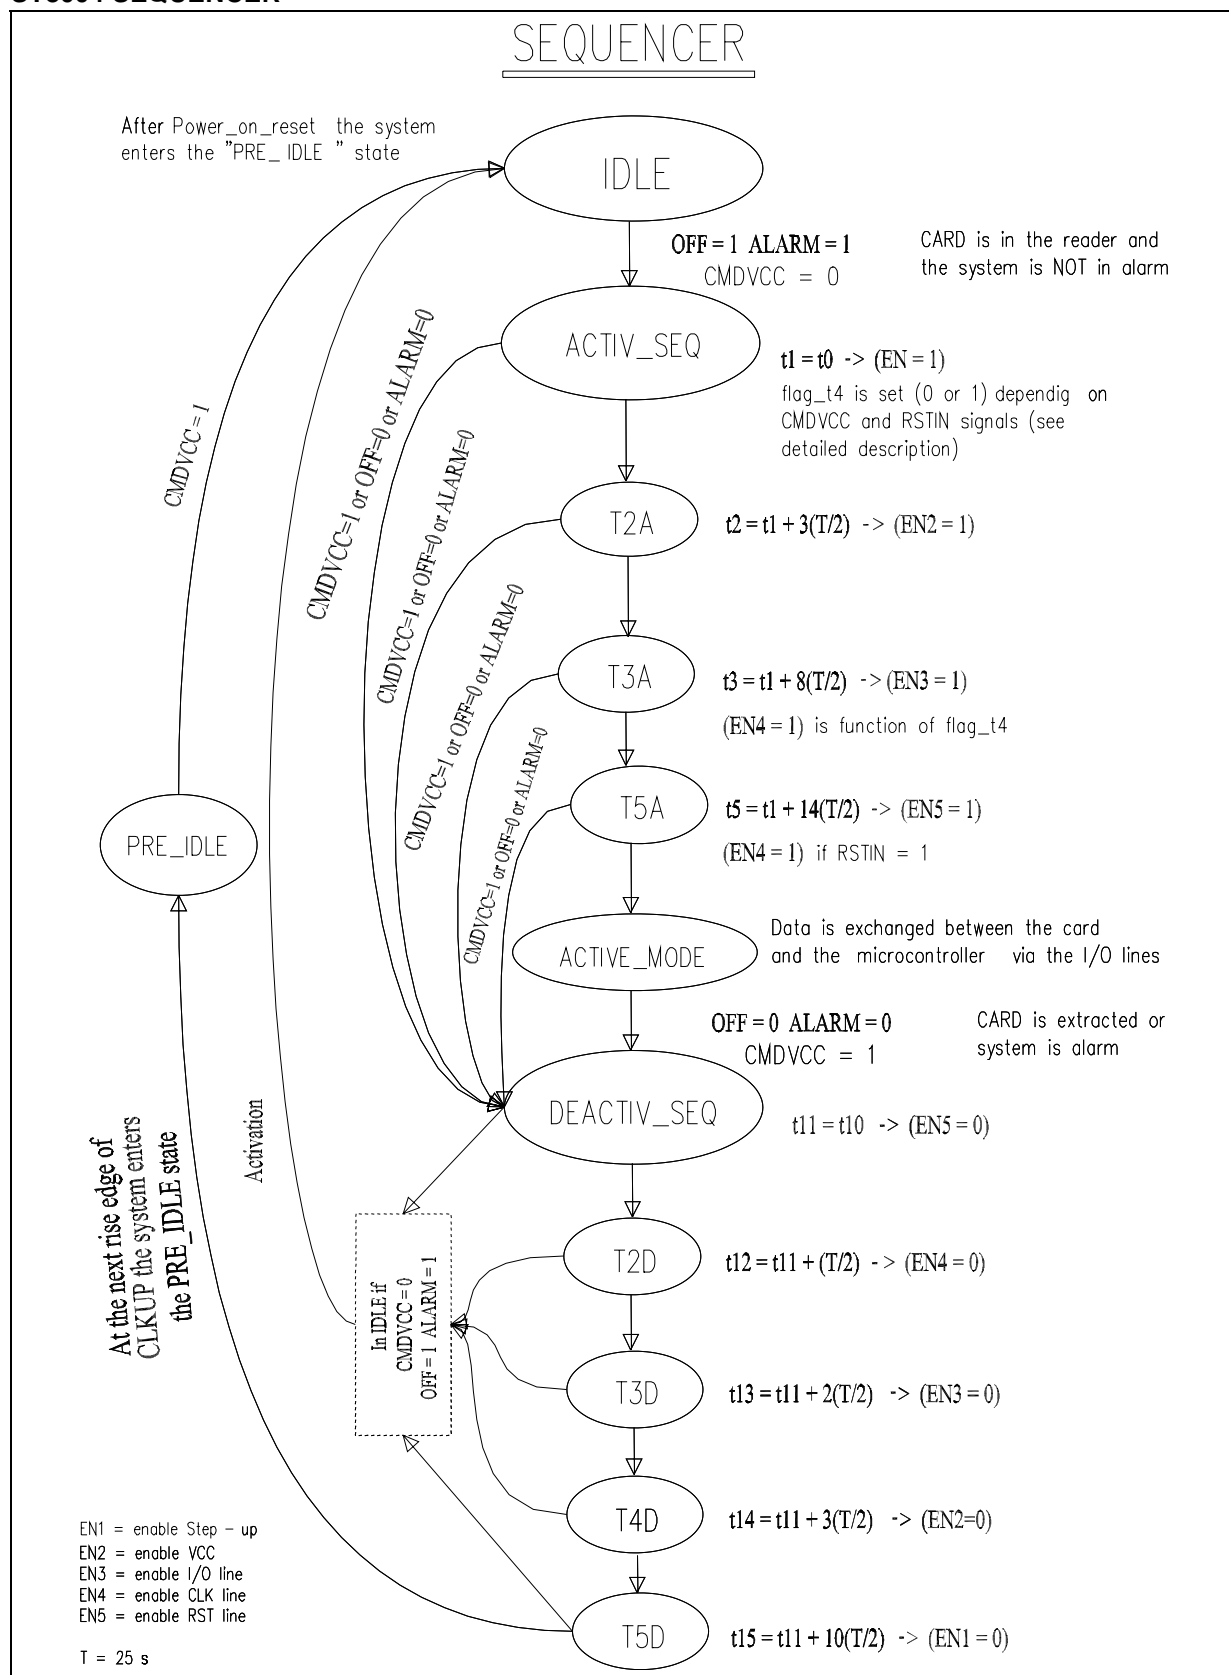 SEQUENCER
After Power_on_reset the system
enters the "PRE_IDLE " state
IDLE
OFF = 1 ALARM = 1
CMDVCC = 0
CARD is in the reader and
the system is NOT in alarm
ACTIV_SEQ
t1 = t0 -> (EN = 1)
flag_t4 is set (0 or 1) dependig on
CMDVCC and RSTIN signals (see
detailed description)
CMDVCC = 1
CMDVCC=1 or OFF=0 or ALARM=0
CMDVCC=1 or OFF=0 or ALARM=0
CMDVCC=1 or OFF=0 or ALARM=0
CMDVCC=1 or OFF=0 or ALARM=0
T2A
t2 = t1 + 3(T/2) -> (EN2 = 1)
T3A
t3 = t1 + 8(T/2) -> (EN3 = 1)
(EN4 = 1) is function of flag_t4
T5A
t5 = t1 + 14(T/2) -> (EN5 = 1)
(EN4 = 1) if RSTIN = 1
PRE_IDLE
ACTIVE_MODE
Data is exchanged between the card
and the microcontroller via the I/O lines
OFF = 0 ALARM = 0
CMDVCC = 1
CARD is extracted or
system is alarm
DEACTIV_SEQ
t11 = t10 -> (EN5 = 0)
Activation
At the next rise edge of
CLKUP the system enters
the PRE_IDLE state
In IDLE if
CMDVCC = 0
OFF = 1 ALARM = 1
T2D
t12 = t11 + (T/2) -> (EN4 = 0)
T3D
t13 = t11 + 2(T/2) -> (EN3 = 0)
T4D
t14 = t11 + 3(T/2) -> (EN2=0)
T5D
t15 = t11 + 10(T/2) -> (EN1 = 0)
EN1 = enable Step - up
EN2 = enable VCC
EN3 = enable I/O line
EN4 = enable CLK line
EN5 = enable RST line
T = 25 s